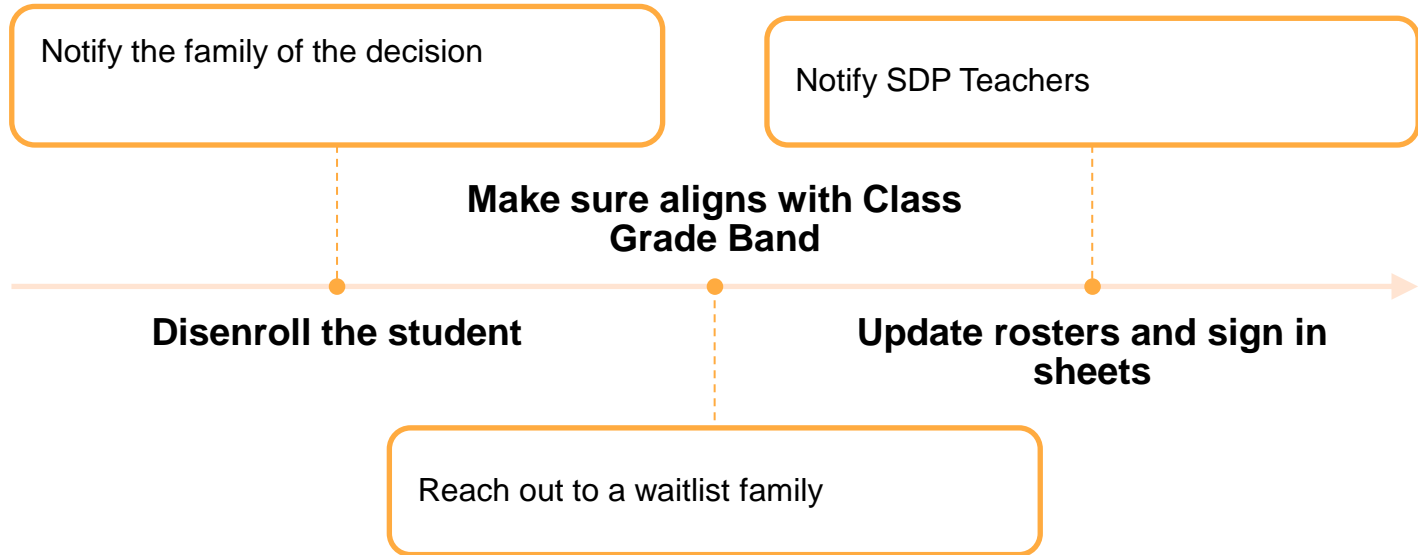 Notify the family of the decision
Notify SDP Teachers
Make sure aligns with Class
Grade Band
Disenroll the student
Update rosters and sign in
sheets
Reach out to a waitlist family